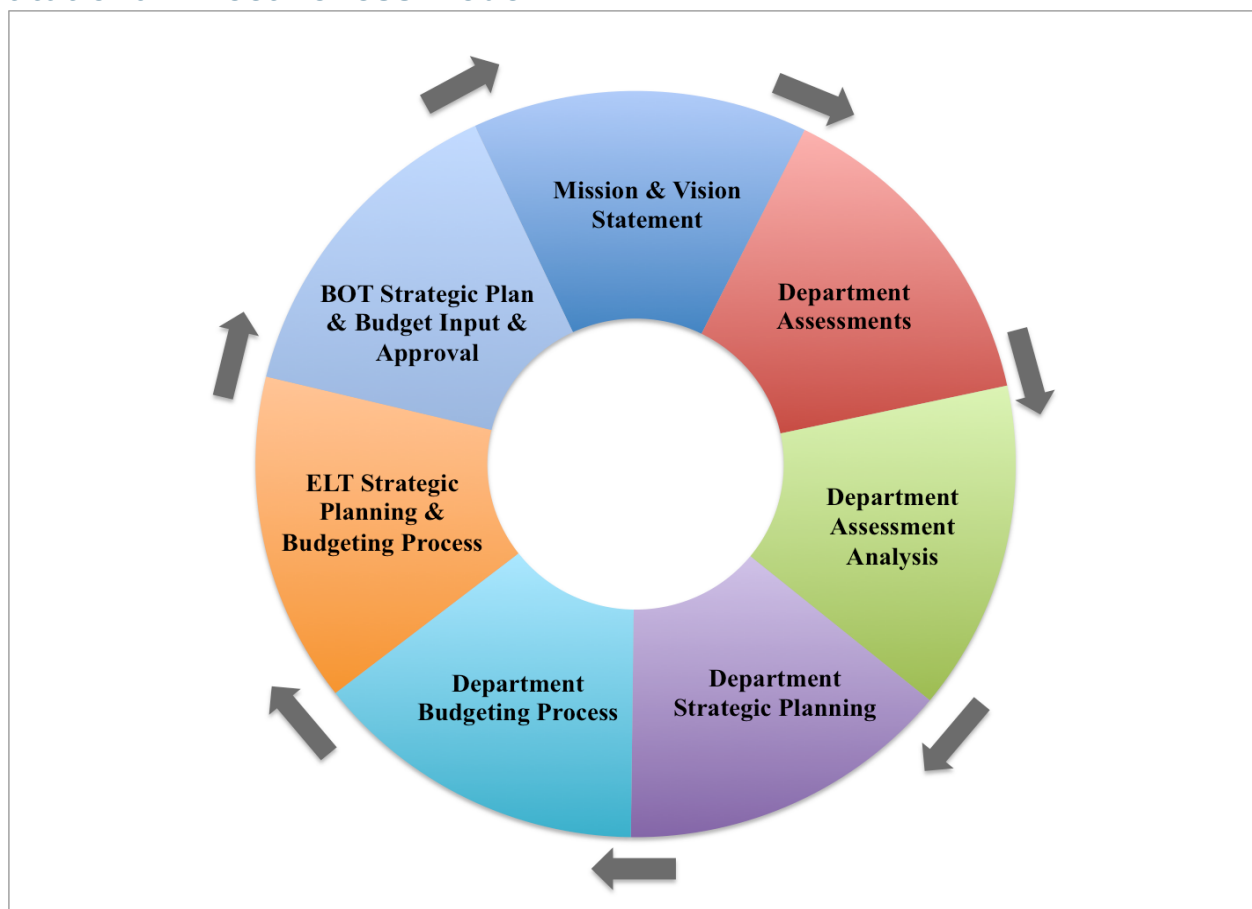 Mission & Vision
Statement
Department
Assessments
Department
Assessment
Analysis
Department
Strategic Planning
Department
Budgeting Process
ELT Strategic
Planning &
Budgeting Process
BOT Strategic Plan
& Budget Input &
Approval